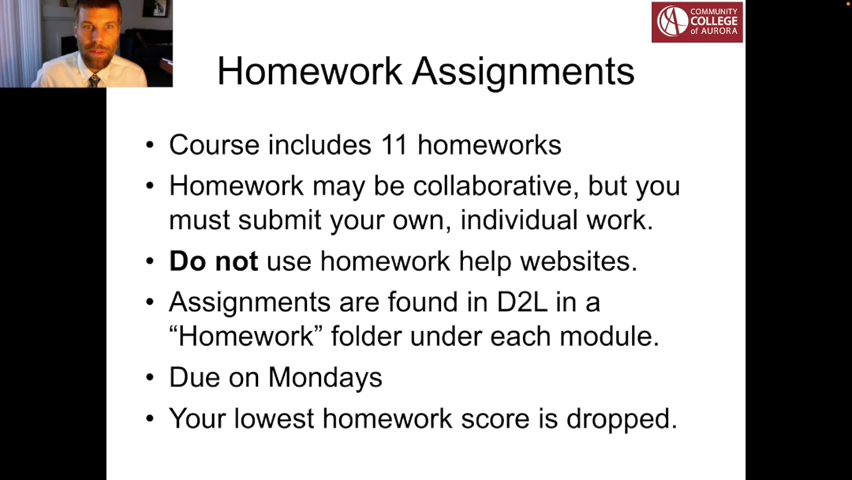 COMMUNITY
COLLEGE
of AURORA
Homework Assignments
• Course includes 11 homeworks
• Homework may be collaborative, but you
must submit your own, individual work.
• Do not use homework help websites.
• Assignments are found in D2L in a
“Homework” folder under each module.
• Due on Mondays
• Your lowest homework score is dropped.